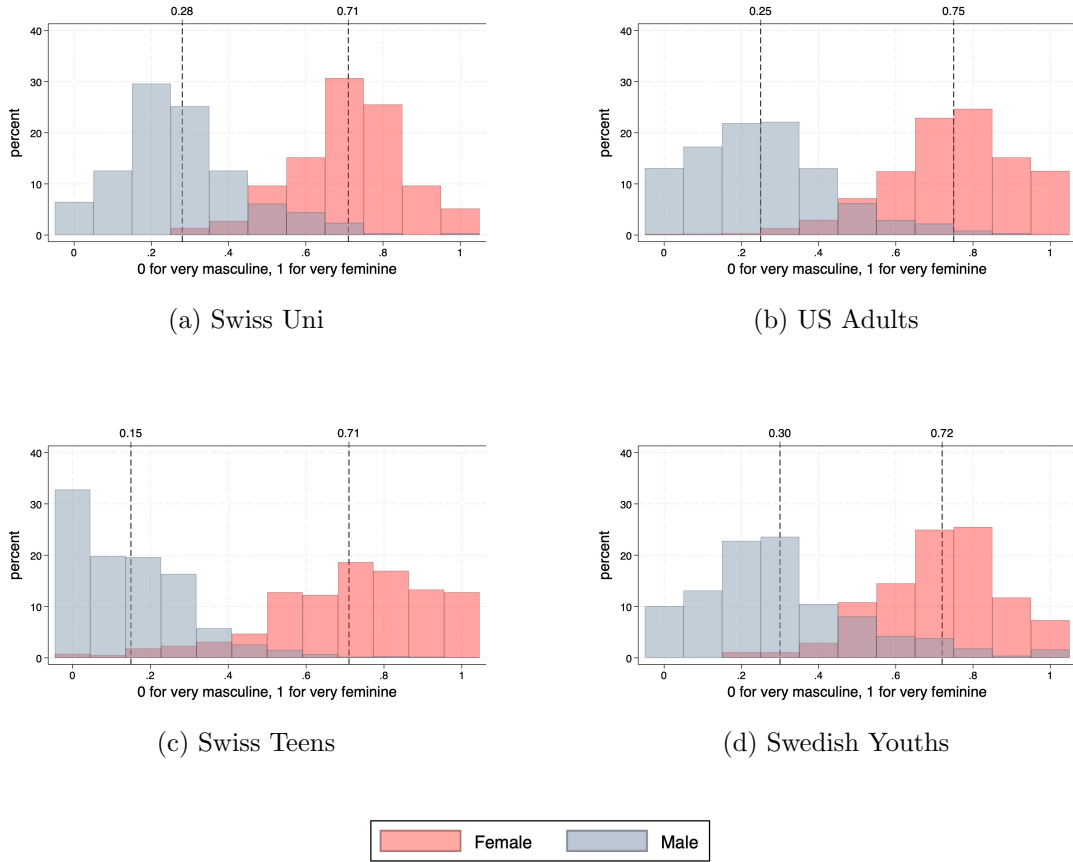 0.28 0.71
percent
40
30
20
10
0
0 .2 .4 .6 .8 1
0 for very masculine, 1 for very feminine
(a) Swiss Uni
0.25 0.75
percent
40
30
20
10
0
0 .2 .4 .6 .8 1
0 for very masculine, 1 for very feminine
(b) US Adults
0.15 0.71
percent
40
30
20
10
0
0 .2 .4 .6 .8 1
0 for very masculine, 1 for very feminine
(c) Swiss Teens
0.30 0.72
percent
40
30
20
10
0
0 .2 .4 .6 .8 1
0 for very masculine, 1 for very feminine
(d) Swedish Youths
Female Male